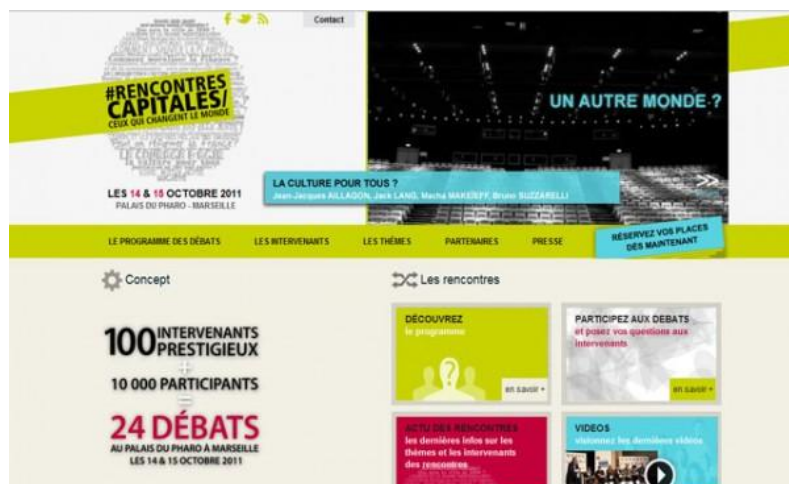 Contact
#RENCONTRES
CAPITALES/
CEUX QUI CHANGENT LE MONDE
LES 14 & 15 OCTOBRE 2011
PALAIS DU PHARO - MARSEILLE
UN AUTRE MONDE ?
LA CULTURE POUR TOUS ?
Jean-Jacques AILLAGON, Jack LANG, Macha MAKEÏEFF, Bruno SUZZARELLI
LE PROGRAMME DES DÉBATS
LES INTERVENANTS
LES THÈMES
PARTENAIRES
PRESSE
RÉSERVEZ VOS PLACES
DÈS MAINTENANT
Concept
100 INTERVENANTS
PRESTIGIEUX
+
10 000 PARTICIPANTS
=
24 DÉBATS
AU PALAIS DU PHARO À MARSEILLE
LES 14 & 15 OCTOBRE 2011
Les rencontres
DÉCOUVREZ
le programme
?
en savoir +
PARTICIPEZ AUX DEBATS
et posez vos questions aux
intervenants
en savoir +
ACTU DES RENCONTRES
les dernières infos sur les
thèmes et les intervenants
des rencontres
VIDEOS
visionnez les dernières vidéos